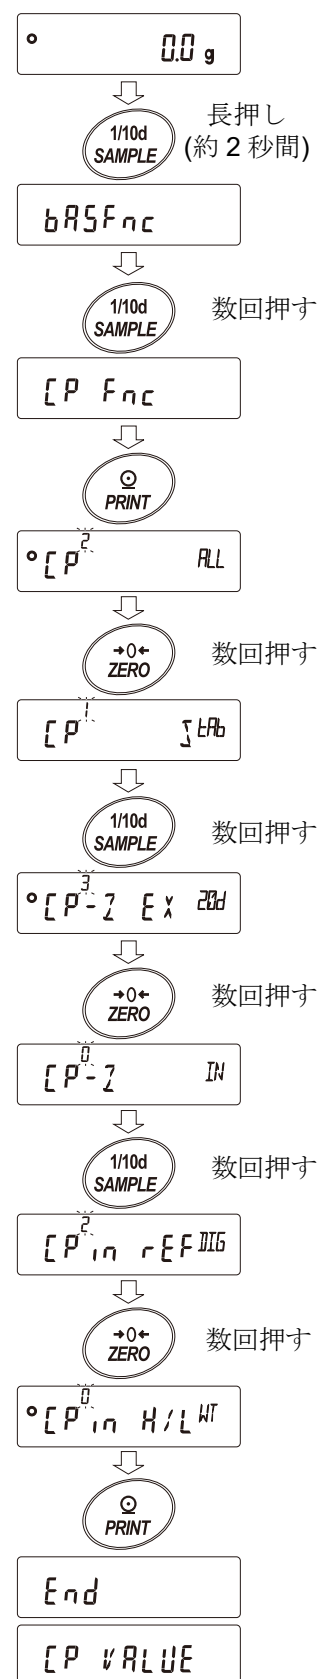 0.0 g
1/10d
SAMPLE
長押し
(約 2 秒間)
bASFnc
1/10d
SAMPLE
数回押す
CP Fnc
PRINT
CP 2 ALL
→0←
ZERO
数回押す
CP 1 StAb
1/10d
SAMPLE
数回押す
CP 3 -Z Ex 20d
→0←
ZERO
数回押す
CP 0 -Z IN
1/10d
SAMPLE
数回押す
CP 2 in rEF DIG
→0←
ZERO
数回押す
CP 0 in H/L WT
PRINT
End
CP VALUE